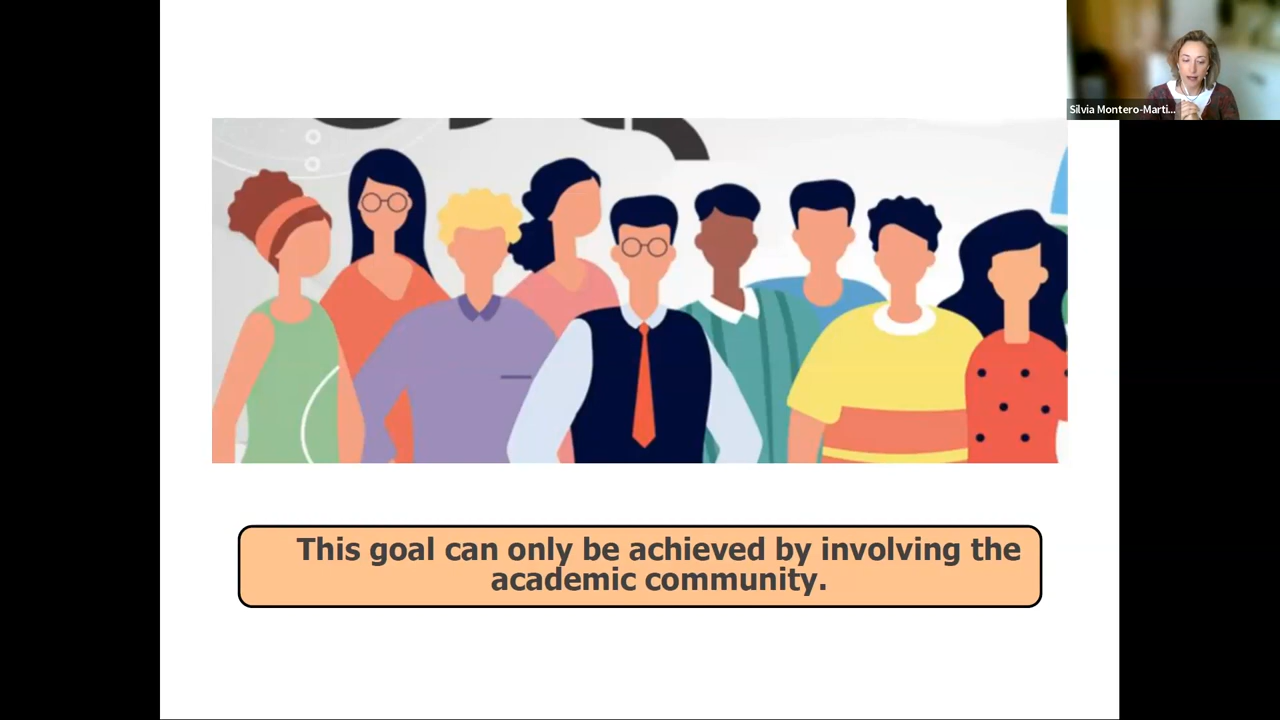 Silvia Montero-Marti...
This goal can only be achieved by involving the
academic community.